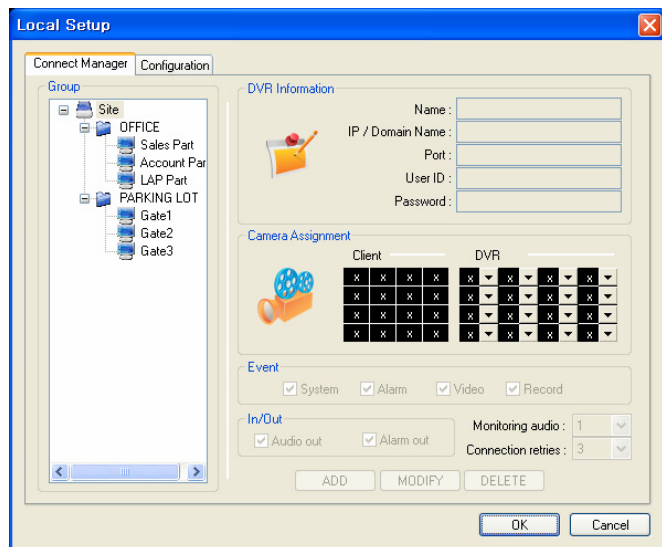 Local Setup
Connect Manager
Configuration
Group
Site
OFFICE
Sales Part
Account Par
LAP Part
PARKING LOT
Gate1
Gate2
Gate3
DVR Information
Name :
IP / Domain Name :
Port :
User ID :
Password :
Camera Assignment
Client DVR
x x x x x x x x
x x x x x x x x
x x x x x x x x
x x x x x x x x
Event
System Alarm Video Record
In/Out
Audio out Alarm out
Monitoring audio : 1
Connection retries : 3
ADD MODIFY DELETE
OK Cancel